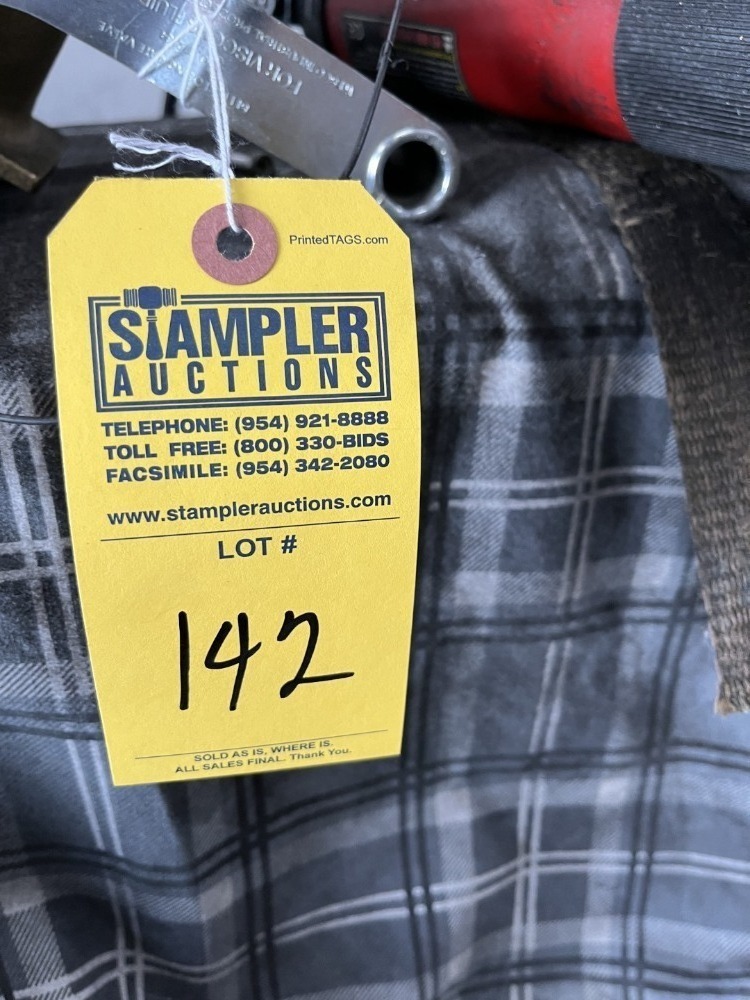 PrintedTAGS.com
STAMPLER
AUCTIONS
TELEPHONE: (954) 921-8888
TOLL FREE: (800) 330-BIDS
FACSIMILE: (954) 342-2080
www.stamplerauctions.com
LOT #
142
SOLD AS IS, WHERE IS.
ALL SALES FINAL. Thank You.